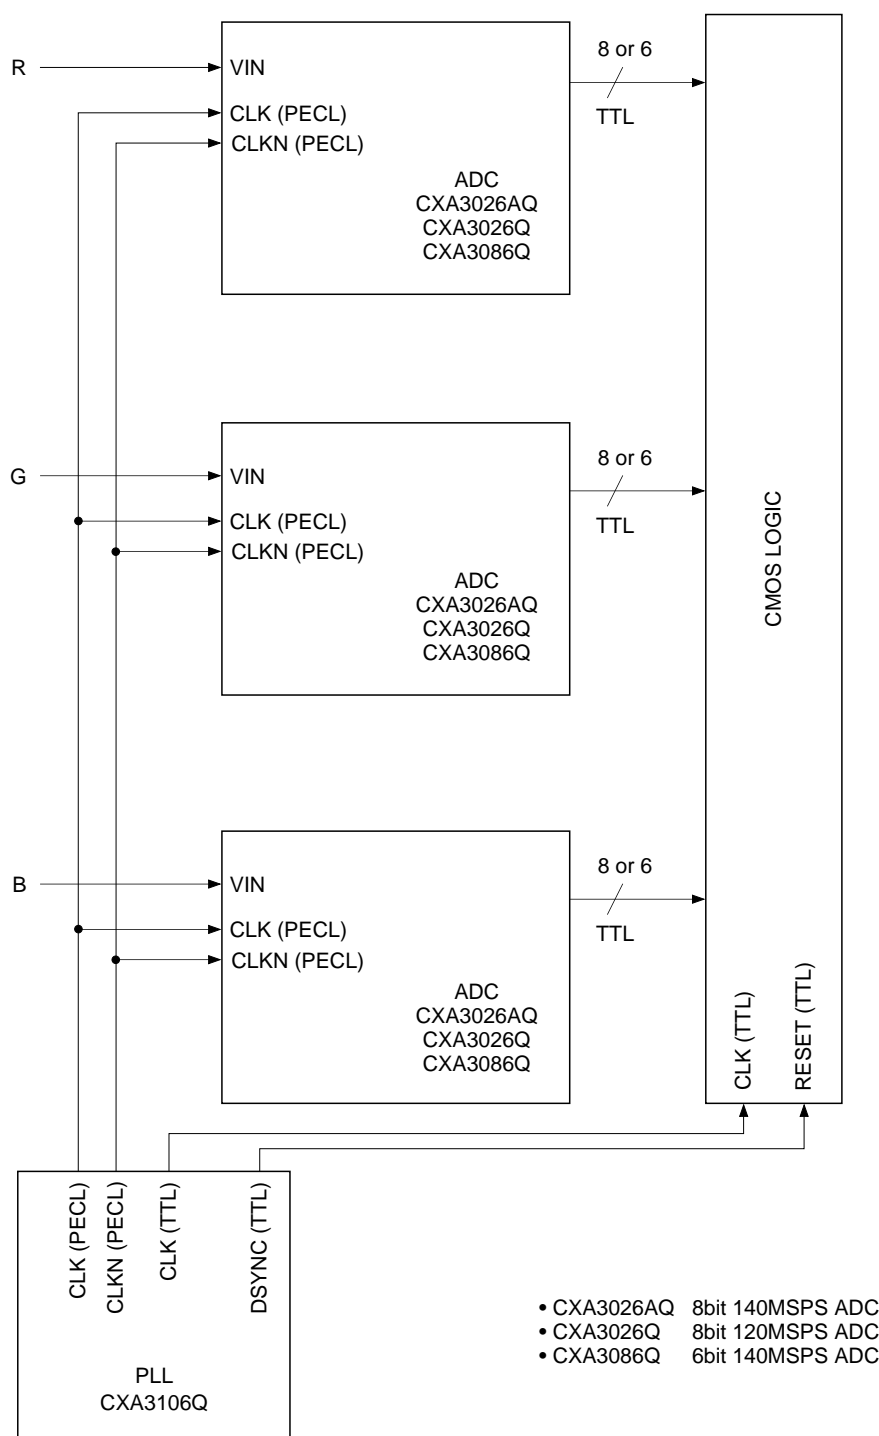 R
VIN
CLK (PECL)
CLKN (PECL)
ADC
CXA3026AQ
CXA3026Q
CXA3086Q
8 or 6
TTL
G
VIN
CLK (PECL)
CLKN (PECL)
ADC
CXA3026AQ
CXA3026Q
CXA3086Q
8 or 6
TTL
CMOS LOGIC
B
VIN
CLK (PECL)
CLKN (PECL)
ADC
CXA3026AQ
CXA3026Q
CXA3086Q
8 or 6
TTL
CLK (TTL)
RESET (TTL)
CLK (PECL)
CLKN (PECL)
CLK (TTL)
DSYNC (TTL)
PLL
CXA3106Q
• CXA3026AQ 8bit 140MSPS ADC
• CXA3026Q 8bit 120MSPS ADC
• CXA3086Q 6bit 140MSPS ADC